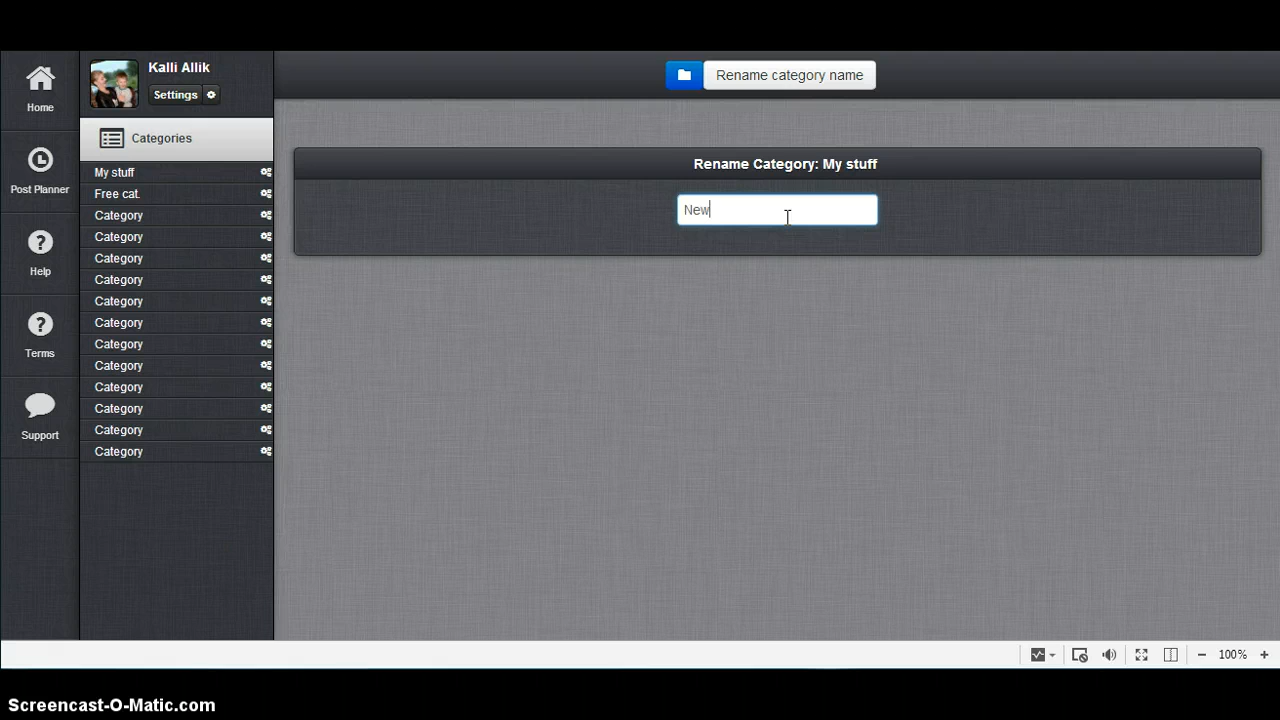 Home
Post Planner
Help
Terms
Support
Kalli Allik
Settings
Categories
My stuff
Free cat.
Category
Category
Category
Category
Category
Category
Category
Category
Category
Category
Category
Category
Rename category name
Rename Category: My stuff
New
100%
Screencast-O-Matic.com